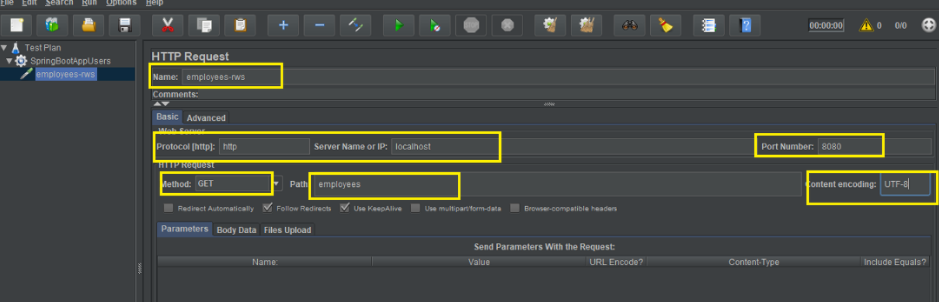 File Edit Search Run Options Help
00:00:00 0 0/0
Test Plan
SpringBootAppUsers
employees-rws
HTTP Request
Name: employees-rws
Comments:
Basic Advanced
Web Server
Protocol [http]: http Server Name or IP: localhost Port Number: 8080
HTTP Request
Method: GET Path: employees Content encoding: UTF-8
Redirect Automatically Follow Redirects Use KeepAlive Use multipart/form-data Browser-compatible headers
Parameters Body Data Files Upload
Send Parameters With the Request:
Name: Value URL Encode? Content-Type Include Equals?